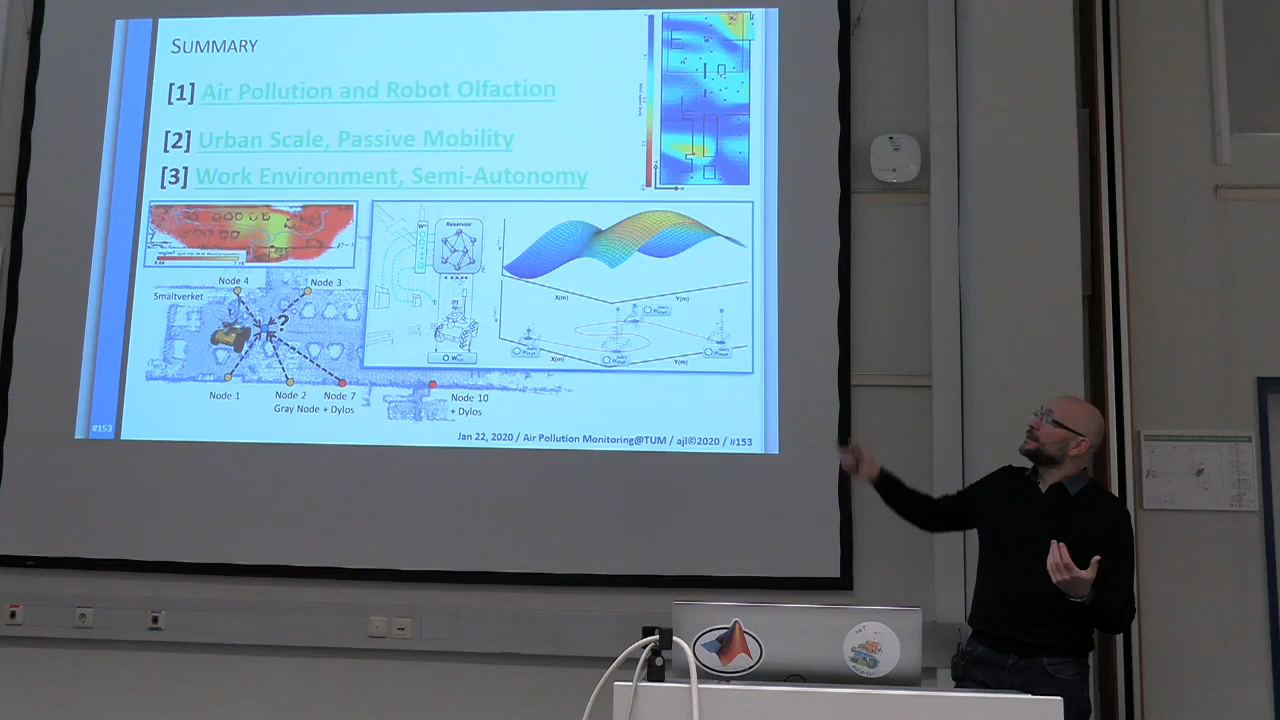 SUMMARY
[1] Air Pollution and Robot Olfaction
[2] Urban Scale, Passive Mobility
[3] Work Environment, Semi-Autonomy
Reservoir
Node 4
Node 3
Smältverket
?
X(m)
Y(m)
X(m)
Y(m)
Node 1
Node 2
Node 7
Gray Node + Dylos
Node 10
+ Dylos
#153
Jan 22, 2020 / Air Pollution Monitoring@TUM / ajl©2020 / #153